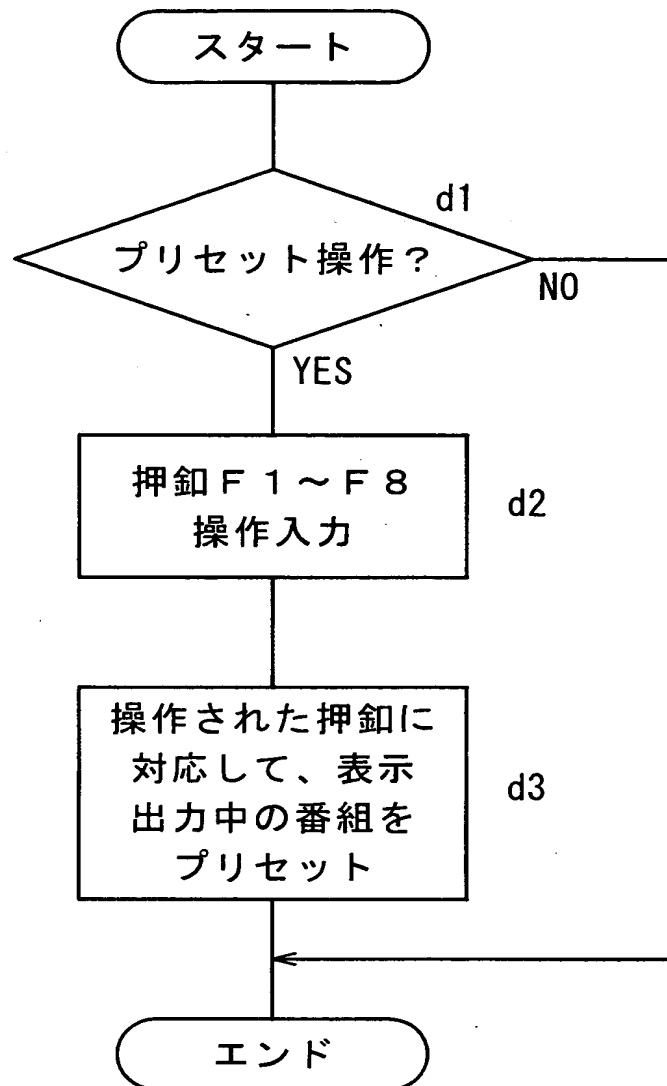 スタート
d1
プリセット操作？
NO
YES
押釦Ｆ１～Ｆ８
操作入力
d2
操作された押釦に
対応して、表示
出力中の番組を
プリセット
d3
エンド